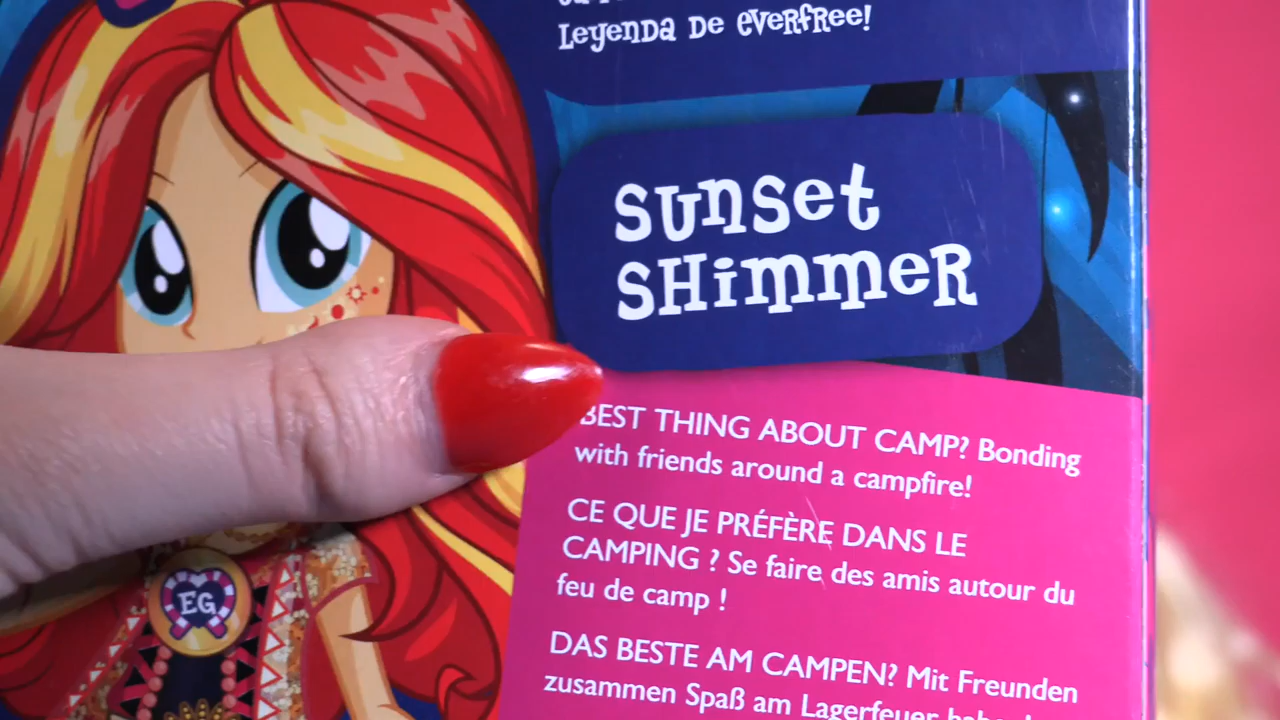 Leyenda de Everfree!
Sunset
Shimmer
BEST THING ABOUT CAMP? Bonding
with friends around a campfire!
CE QUE JE PRÉFÈRE DANS LE
CAMPING ? Se faire des amis autour du
feu de camp !
DAS BESTE AM CAMPEN? Mit Freunden
zusammen Spaß am Lagerfeuer
EG